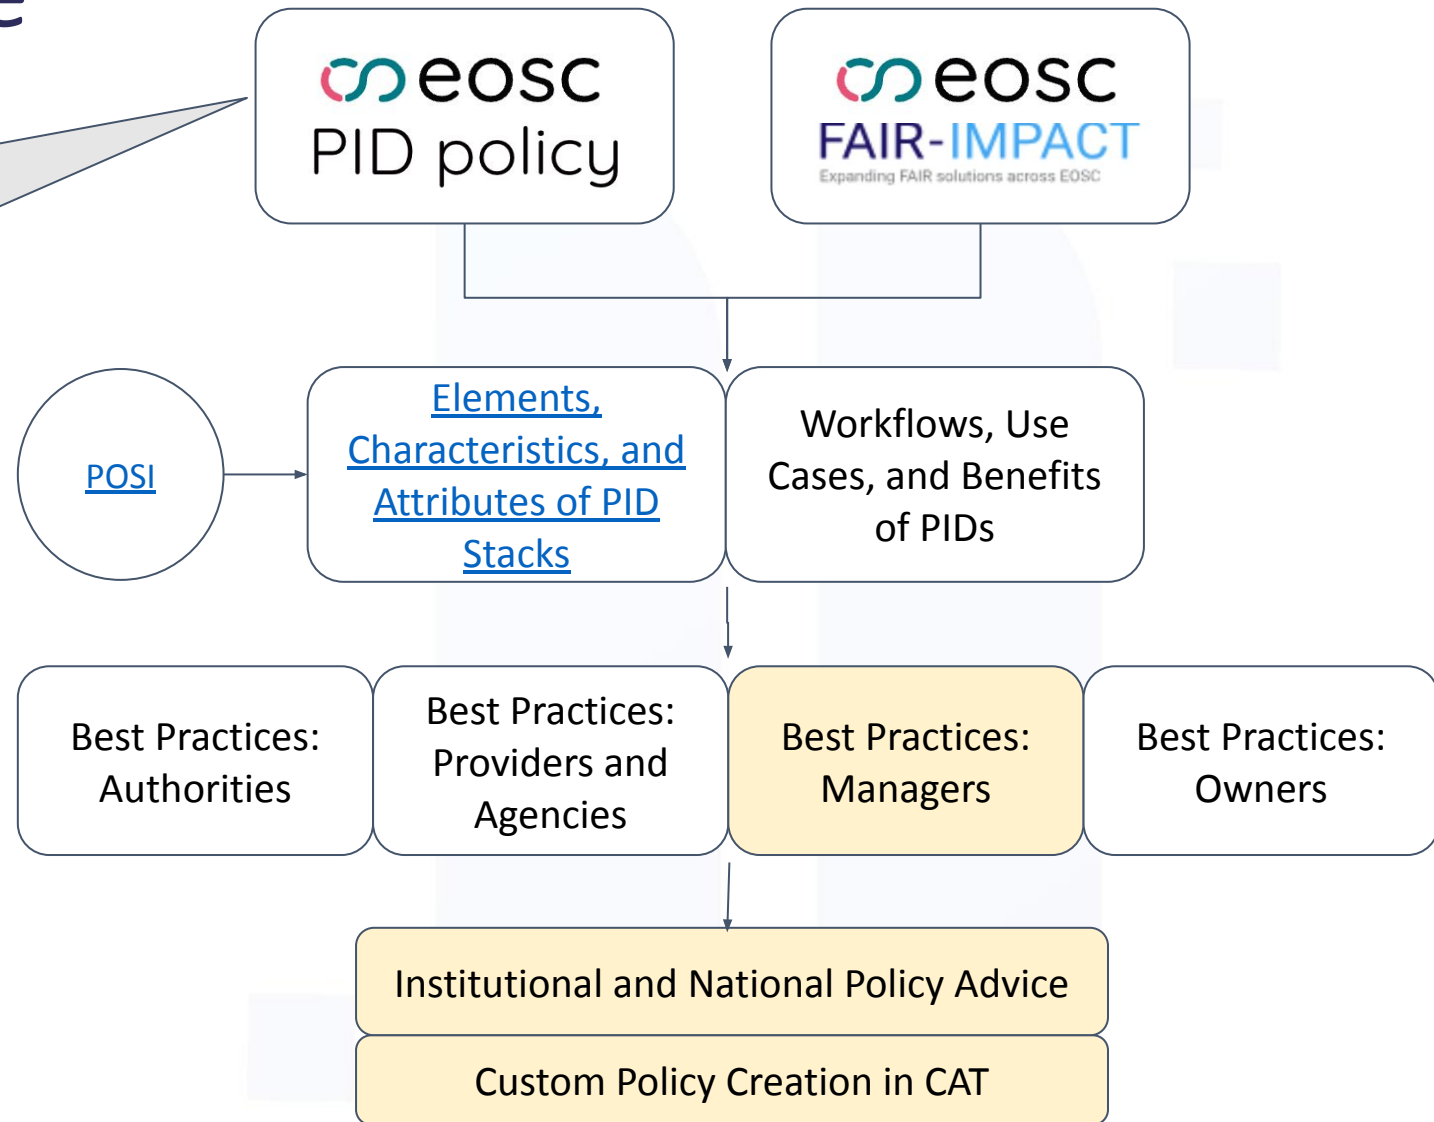 eosc
PID policy
eosc
FAIR-IMPACT
Expanding FAIR solutions across EOSC
POSI
Elements,
Characteristics, and
Attributes of PID
Stacks
Workflows, Use
Cases, and Benefits
of PIDs
Best Practices:
Authorities
Best Practices:
Providers and
Agencies
Best Practices:
Managers
Best Practices:
Owners
Institutional and National Policy Advice
Custom Policy Creation in CAT